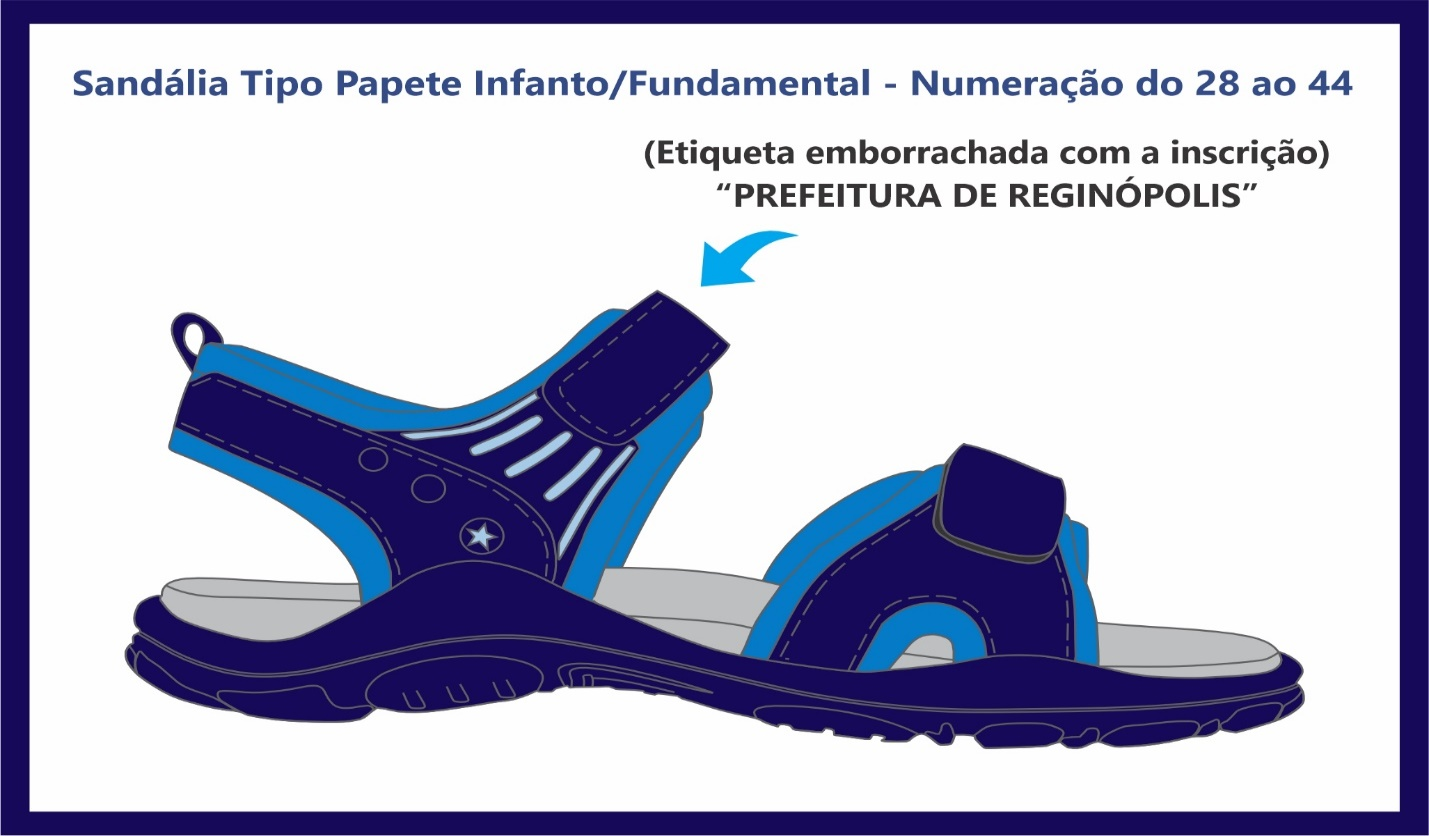 Sandália Tipo Papete Infanto/Fundamental - Numeração do 28 ao 44
(Etiqueta emborrachada com a inscrição)
“PREFEITURA DE REGINÓPOLIS”